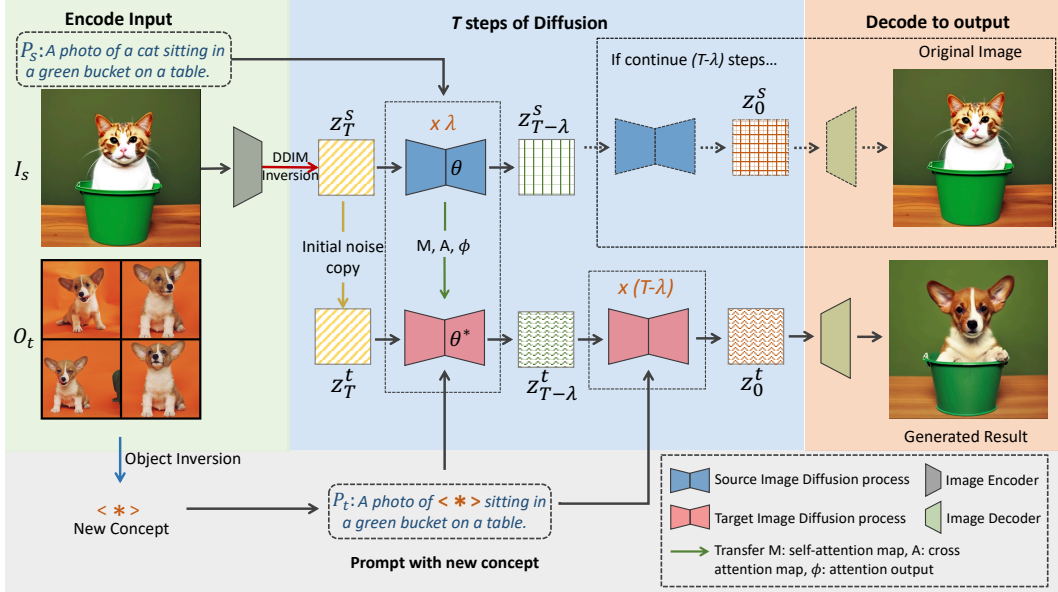 Encode Input
T steps of Diffusion
Decode to output
P_s: A photo of a cat sitting in
a green bucket on a table.
If continue (T-λ) steps…
Original Image
I_s
DDIM
Inversion
z_T^s
x λ
θ
z_{T-λ}^s
z_0^s
Initial noise
copy
M, A, ϕ
x (T-λ)
O_t
θ*
z_T^t
z_{T-λ}^t
z_0^t
Generated Result
Object Inversion
< * >
New Concept
P_t: A photo of < * > sitting in
a green bucket on a table.
Prompt with new concept
Source Image Diffusion process
Image Encoder
Target Image Diffusion process
Image Decoder
Transfer M: self-attention map, A: cross
attention map, ϕ: attention output